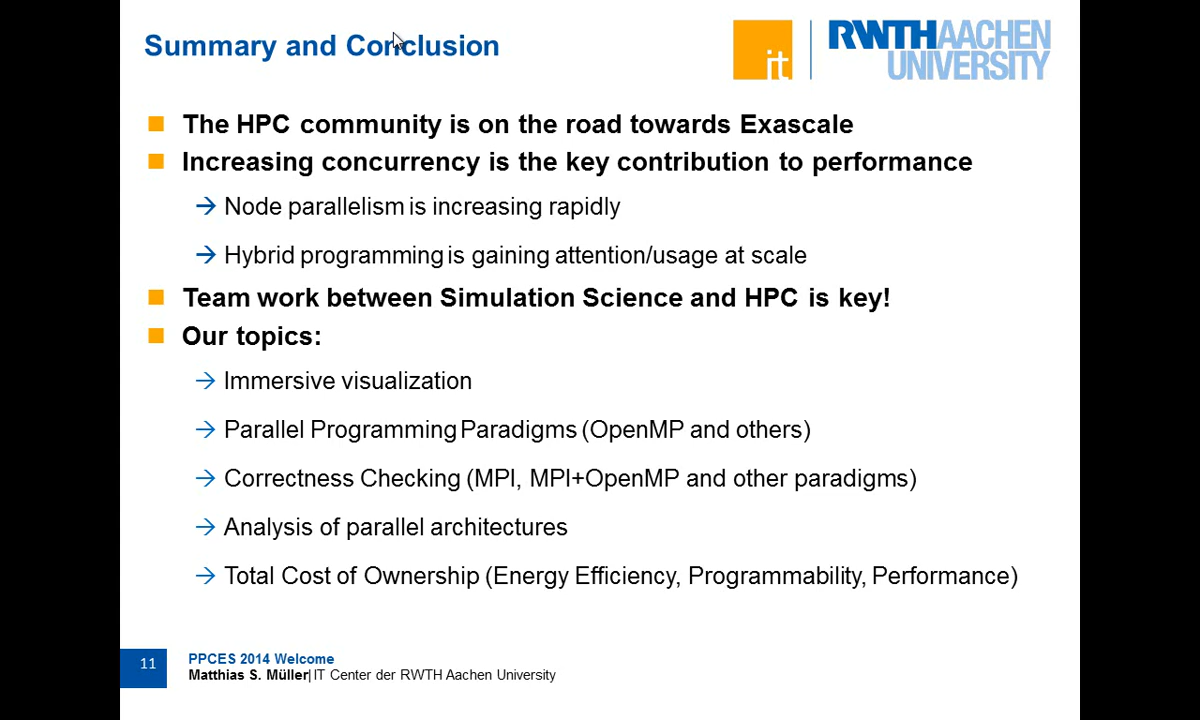 Summary and Conclusion
it
RWTHAACHEN
UNIVERSITY
The HPC community is on the road towards Exascale
Increasing concurrency is the key contribution to performance
→ Node parallelism is increasing rapidly
→ Hybrid programming is gaining attention/usage at scale
Team work between Simulation Science and HPC is key!
Our topics:
→ Immersive visualization
→ Parallel Programming Paradigms (OpenMP and others)
→ Correctness Checking (MPI, MPI+OpenMP and other paradigms)
→ Analysis of parallel architectures
→ Total Cost of Ownership (Energy Efficiency, Programmability, Performance)
11
PPCES 2014 Welcome
Matthias S. Müller| IT Center der RWTH Aachen University